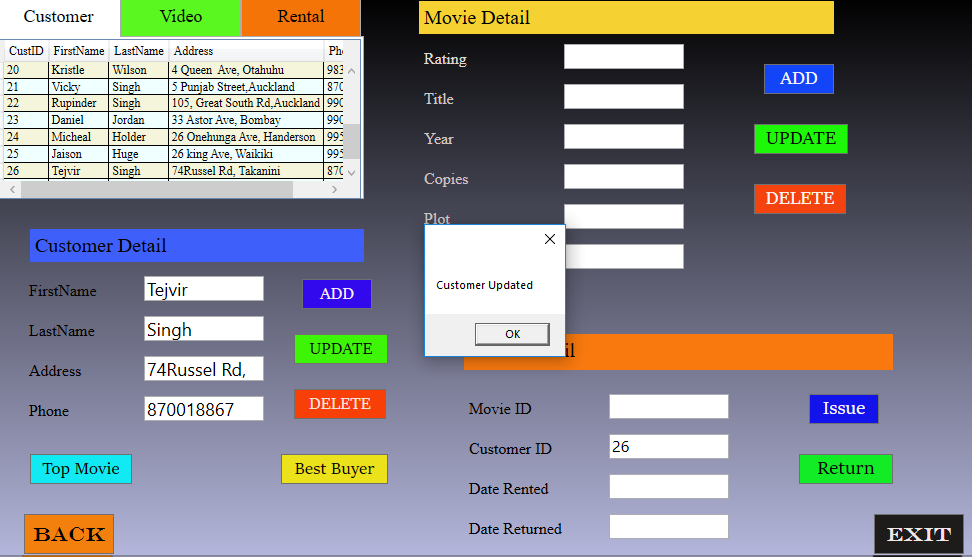 Customer Video Rental
CustID FirstName LastName Address Pho
20 Kristle Wilson 4 Queen Ave, Otahuhu 983
21 Vicky Singh 5 Punjab Street,Auckland 870
22 Rupinder Singh 105, Great South Rd,Auckland 990
23 Daniel Jordan 33 Astor Ave, Bombay 990
24 Micheal Holder 26 Onehunga Ave, Handerson 995
25 Jaison Huge 26 king Ave, Waikiki 995
26 Tejvir Singh 74Russel Rd, Takanini 870
Customer Detail
FirstName Tejvir ADD
LastName Singh
UPDATE
Address 74Russel Rd,
DELETE
Phone 870018867
Top Movie Best Buyer
BACK
Movie Detail
Rating
ADD
Title
Year UPDATE
Copies
DELETE
Plot
Customer Updated
OK
Movie ID Issue
Customer ID 26
Return
Date Rented
Date Returned
EXIT